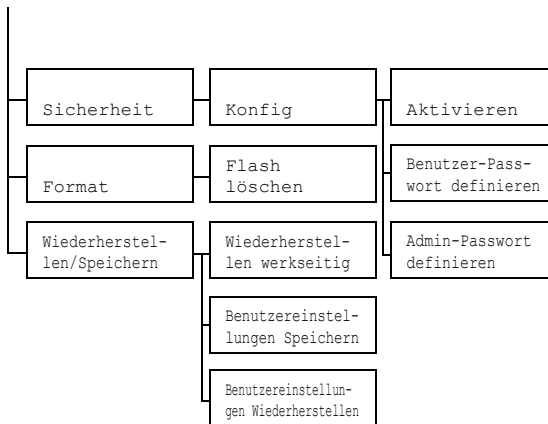 Sicherheit
Konfig
Aktivieren
Format
Flash
löschen
Benutzer-Pass-
wort definieren
Wiederherstel-
len/Speichern
Wiederherstel-
len werkseitig
Admin-Passwort
definieren
Benutzereinstel-
lungen Speichern
Benutzereinstellun-
gen Wiederherstellen